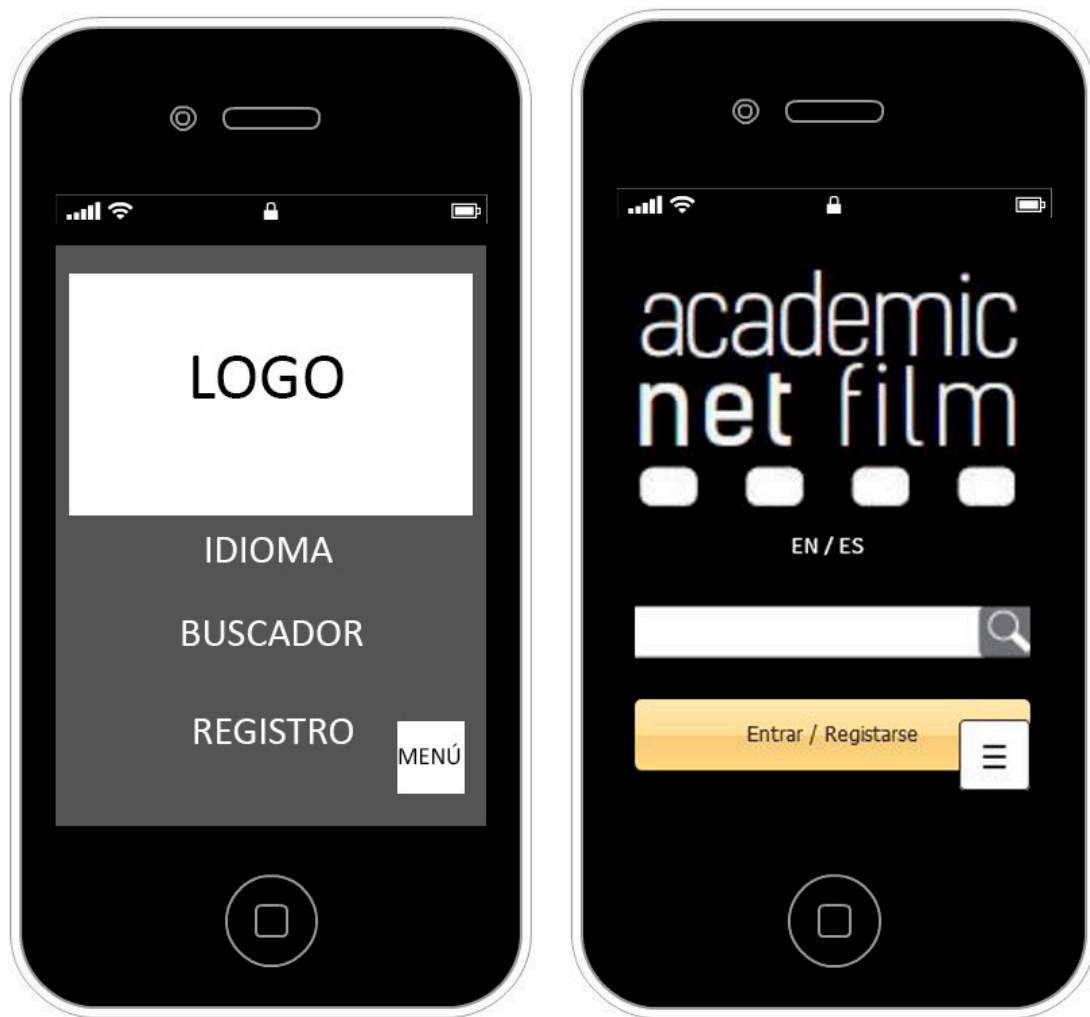 LOGO
IDIOMA
BUSCADOR
REGISTRO
MENÚ
academic
net film
EN / ES
Entrar / Registarse